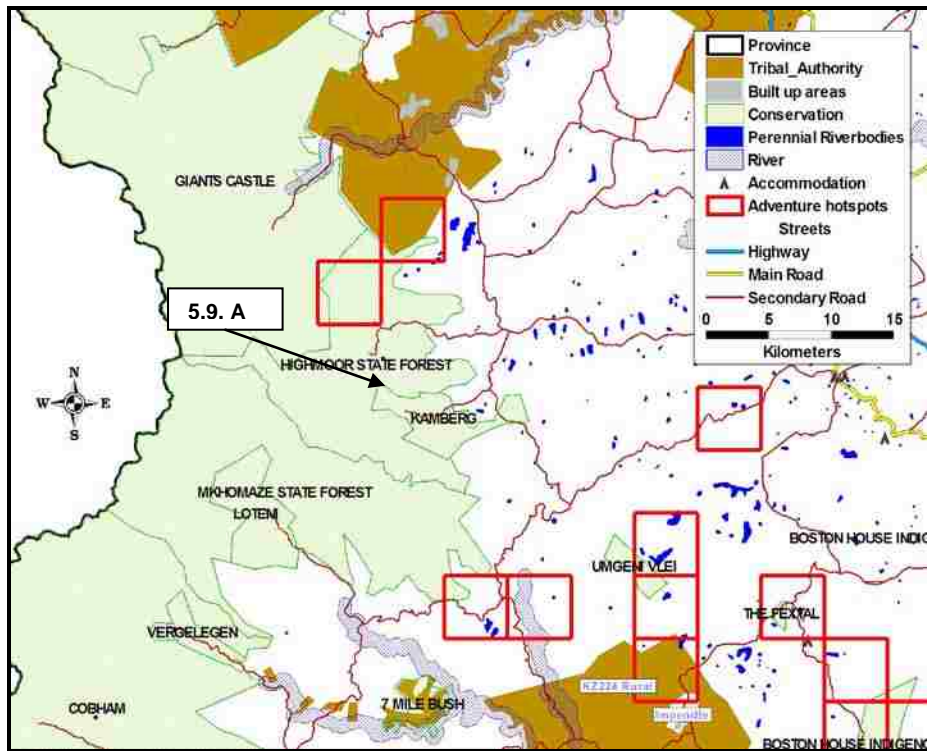 Province
Tribal_Authority
Built up areas
Conservation
Perennial Riverbodies
River
Accommodation
Adventure hotspots
Streets
Highway
Main Road
Secondary Road
0 5 10 15
Kilometers
GIANTS CASTLE
5.9. A
HIGHMOOR STATE FOREST
N
W E
S
KAMBERG
MKHOMAZE STATE FOREST
LOTENI
BOSTON HOUSE INDIG
UMGENI VLEI
THE PEXTAL
VERGELEGEN
KZ224 Rural
7 MILE BUSH
COBHAM
Impendle
BOSTON HOUSE INDIGENO